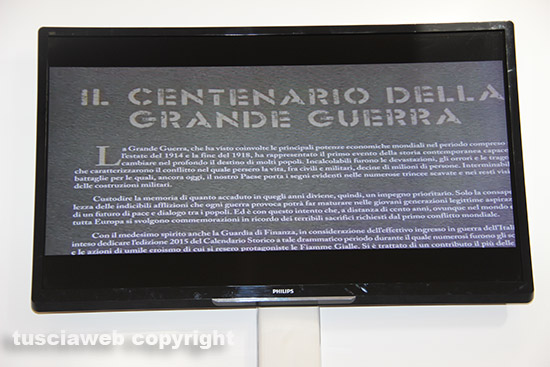 IL CENTENARIO DELLA
GRANDE GUERRA
La Grande Guerra, che ha visto coinvolte le principali potenze economiche mondiali nel periodo compreso
l'estate del 1914 e la fine del 1918, ha rappresentato il primo evento della storia contemporanea capace
cambiare nel profondo il destino di molti popoli. Incalcolabili furono le devastazioni, gli orrori e le trage
che caratterizzarono il conflitto nel quale persero la vita, fra civili e militari, decine di milioni di persone. Interminabil
battaglie per le quali, ancora oggi, il nostro Paese porta i segni evidenti nelle numerose trincee scavate e nei resti visi
delle costruzioni militari.
Custodire la memoria di quanto accaduto in quegli anni diviene, quindi, un impegno prioritario. Solo la consape
lezza delle indicibili afflizioni che ogni guerra provoca potrà far maturare nelle giovani generazioni legittime aspira
di un futuro di pace e dialogo tra i popoli. Ed è con questo intento che, a distanza di cento anni, ovunque nel mondo
tutta Europa si svolgono commemorazioni in ricordo dei terribili sacrifici richiesti dal primo conflitto mondiale.
Con il medesimo spirito anche la Guardia di Finanza, in considerazione dell'effettivo ingresso in guerra dell'Ital
inteso dedicare l'edizione 2015 del Calendario Storico a tale drammatico periodo durante il quale numerosi furono gli
e le azioni di umile eroismo di cui si resero protagoniste le Fiamme Gialle. Si è trattato di un contributo il più delle
PHILIPS
tusciaweb copyright